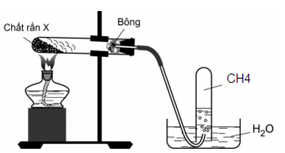 Chất rắn X
Bông
CH4
H₂O